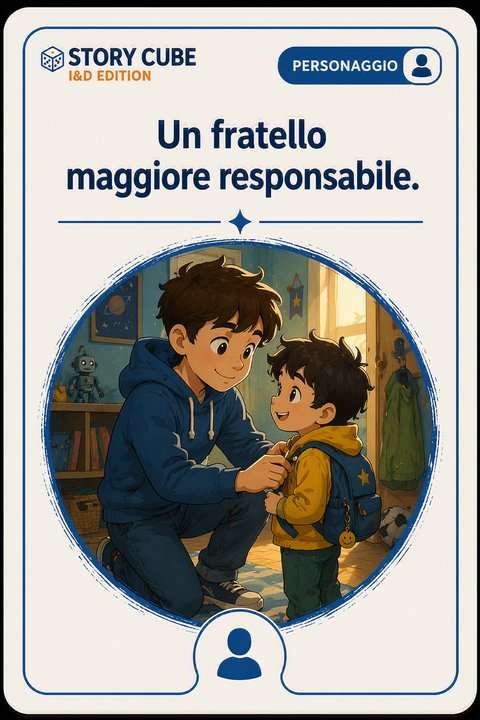 STORY CUBE
I&D EDITION
PERSONAGGIO
Un fratello
maggiore responsabile.